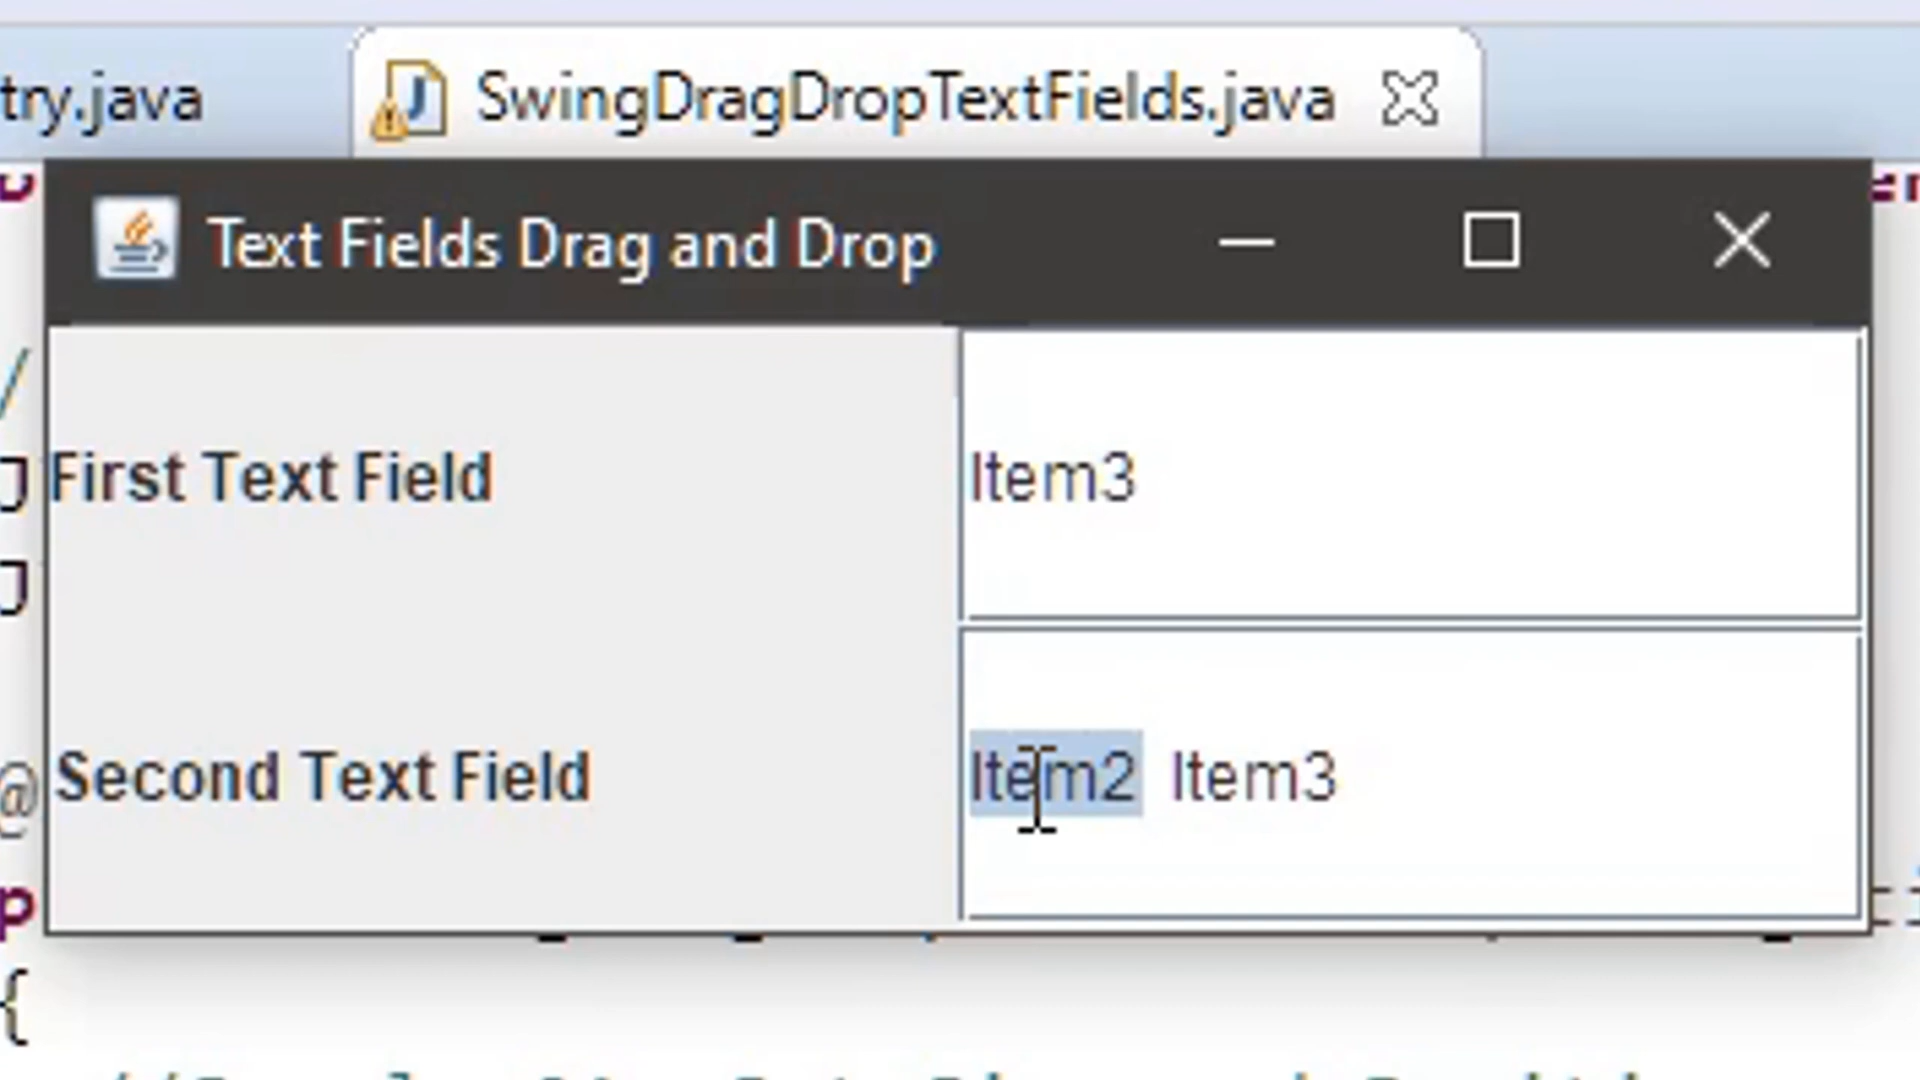 try.java SwingDragDropTextFields.java
Text Fields Drag and Drop
/
J First Text Field Item3
J
@ Second Text Field Item2 Item3
p
{